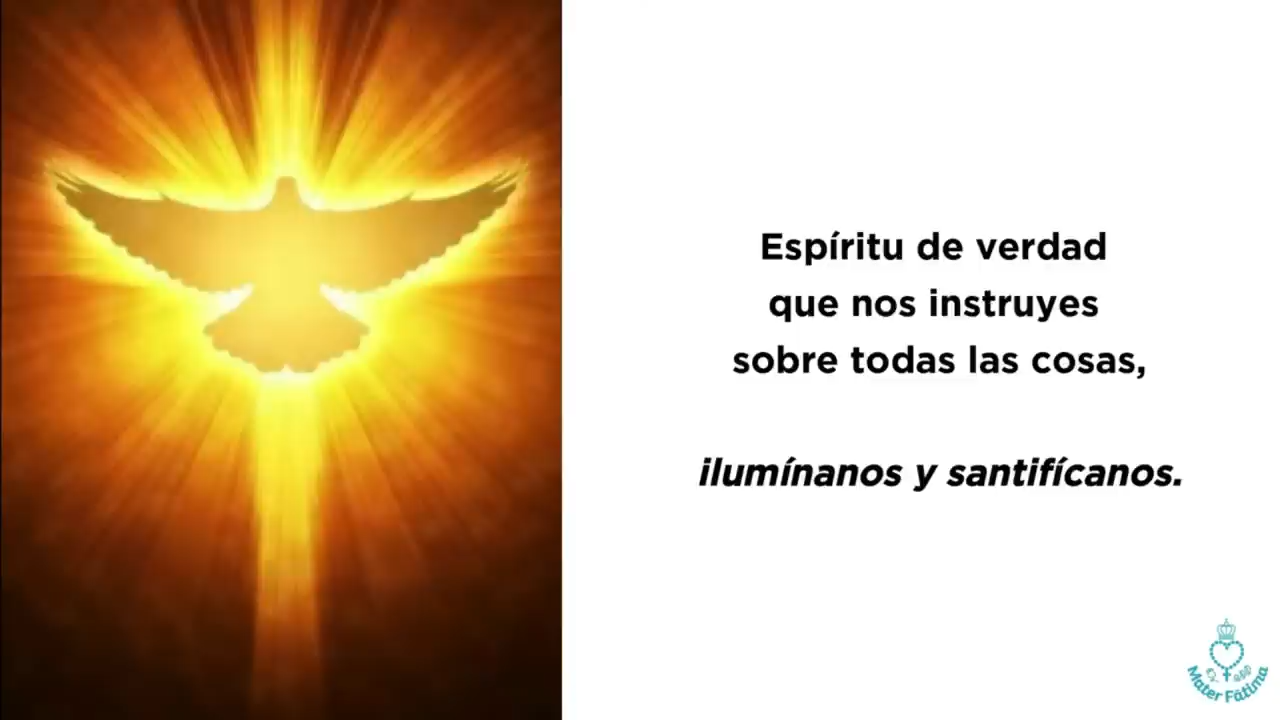 Espíritu de verdad
que nos instruyes
sobre todas las cosas,
ilumínanos y santifícanos.
Mater Fátima